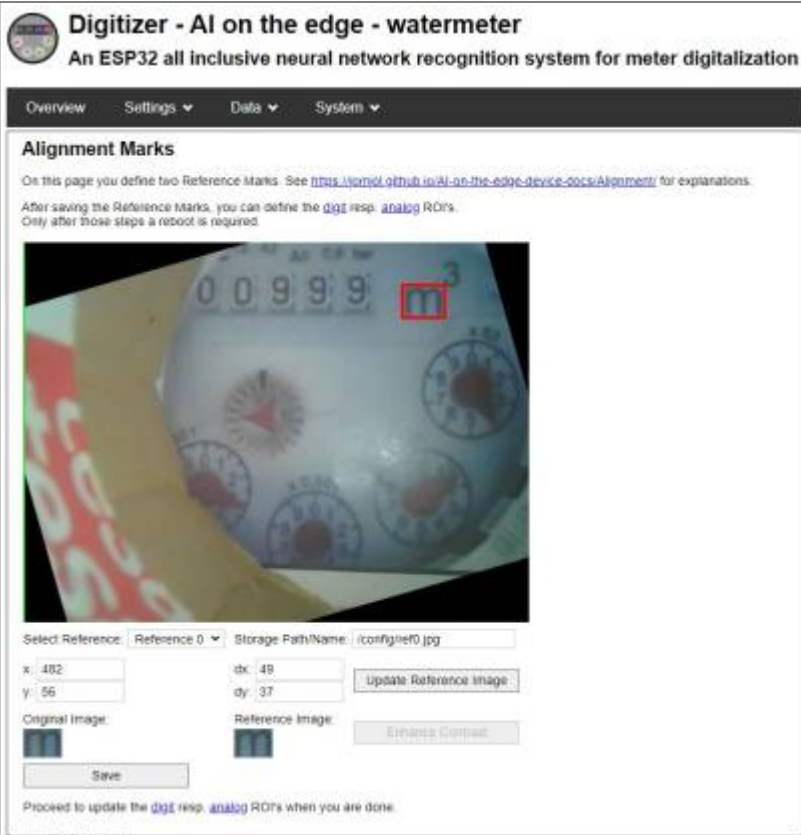 Digitizer - AI on the edge - watermeter
An ESP32 all inclusive neural network recognition system for meter digitalization
Overview Settings Data System
Alignment Marks
On this page you define two Reference Marks. See https://jomjol.github.io/AI-on-the-edge-device-docs/Alignment/ for explanations.
After saving the Reference Marks, you can define the digit resp. analog ROI's.
Only after those steps a reboot is required.
0 0 9 9 9 m3
Select Reference: Reference 0 Storage Path/Name: /config/ref0.jpg
x: 482 dx: 49
Update Reference Image
y: 56 dy: 37
Original Image: Reference Image:
Enhance Contrast
m m
Save
Proceed to update the digit resp. analog ROI's when you are done.